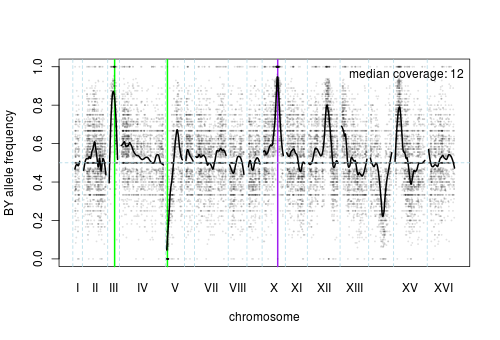 median coverage: 12
BY allele frequency
0.0 0.2 0.4 0.6 0.8 1.0
I II III IV V VII VIII X XI XII XIII XV XVI
chromosome